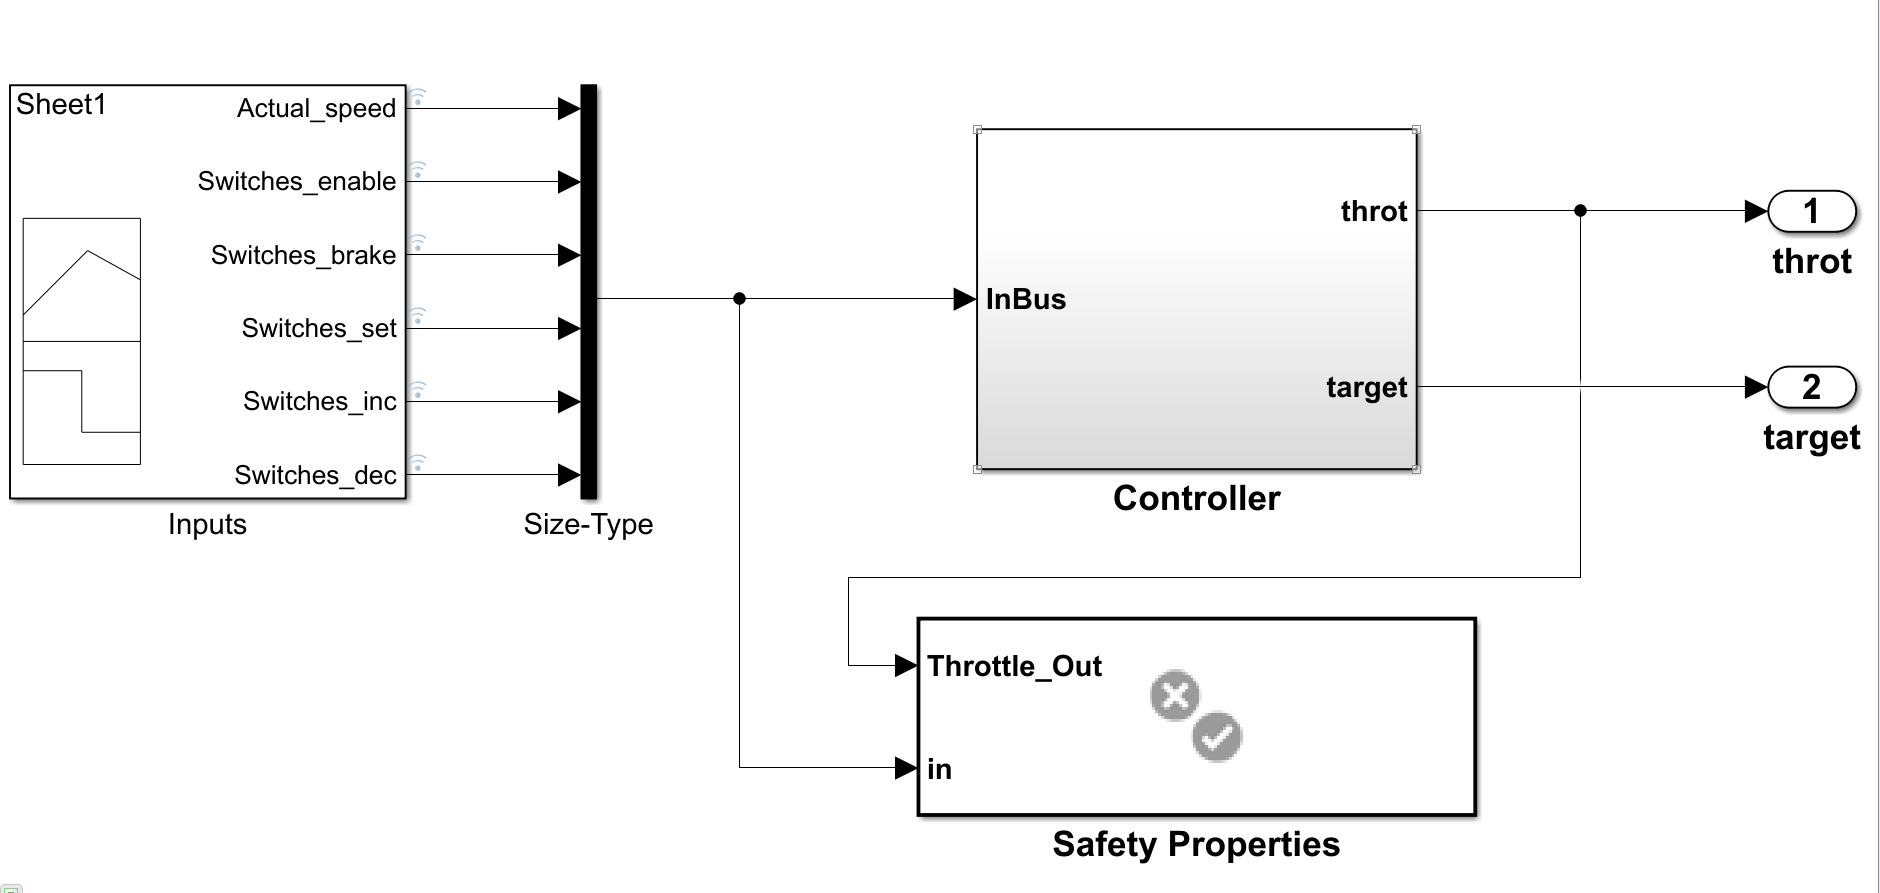 Sheet1
Actual_speed
Switches_enable
Switches_brake
Switches_set
Switches_inc
Switches_dec
Inputs
Size-Type
InBus
throt
target
Controller
1
throt
2
target
Throttle_Out
in
Safety Properties